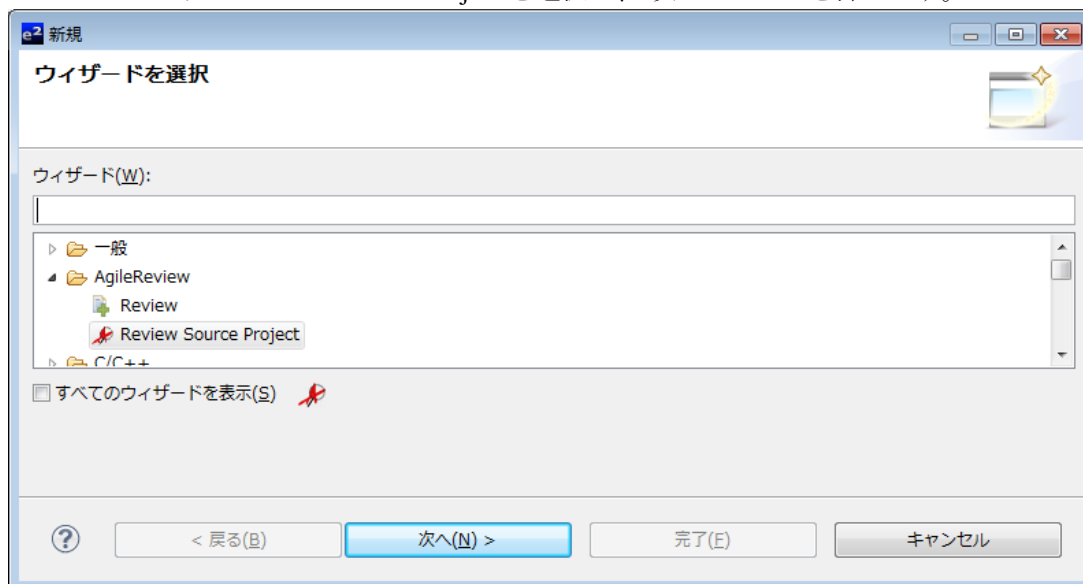 e² 新規
ウィザードを選択
ウィザード(W):
一般
AgileReview
Review
Review Source Project
C/C++
すべてのウィザードを表示(S)
< 戻る(B)
次へ(N) >
完了(F)
キャンセル